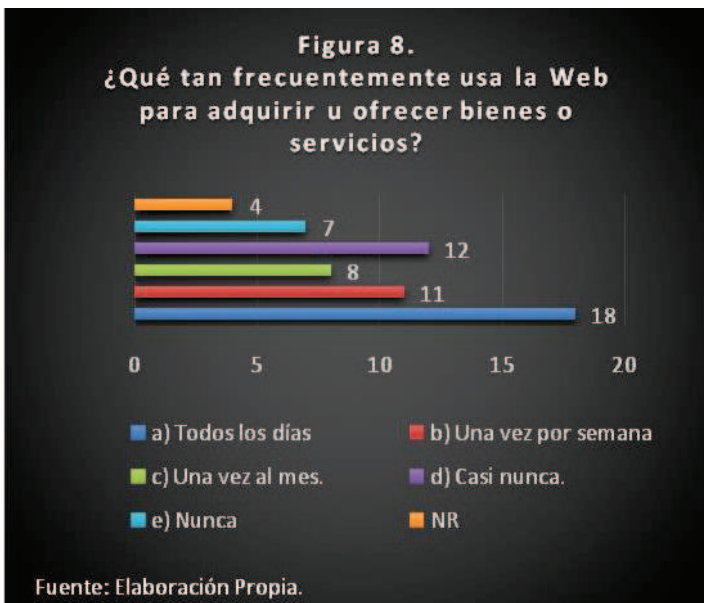 Figura 8.
¿Qué tan frecuentemente usa la Web
para adquirir u ofrecer bienes o
servicios?
4
7
12
8
11
18
0 5 10 15 20
a) Todos los días b) Una vez por semana
c) Una vez al mes. d) Casi nunca.
e) Nunca NR
Fuente: Elaboración Propia.